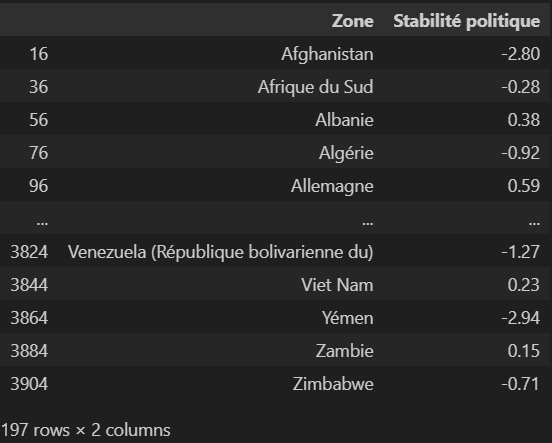 Zone Stabilité politique
16 Afghanistan -2.80
36 Afrique du Sud -0.28
56 Albanie 0.38
76 Algérie -0.92
96 Allemagne 0.59
... ... ...
3824 Venezuela (République bolivarienne du) -1.27
3844 Viet Nam 0.23
3864 Yémen -2.94
3884 Zambie 0.15
3904 Zimbabwe -0.71
197 rows × 2 columns